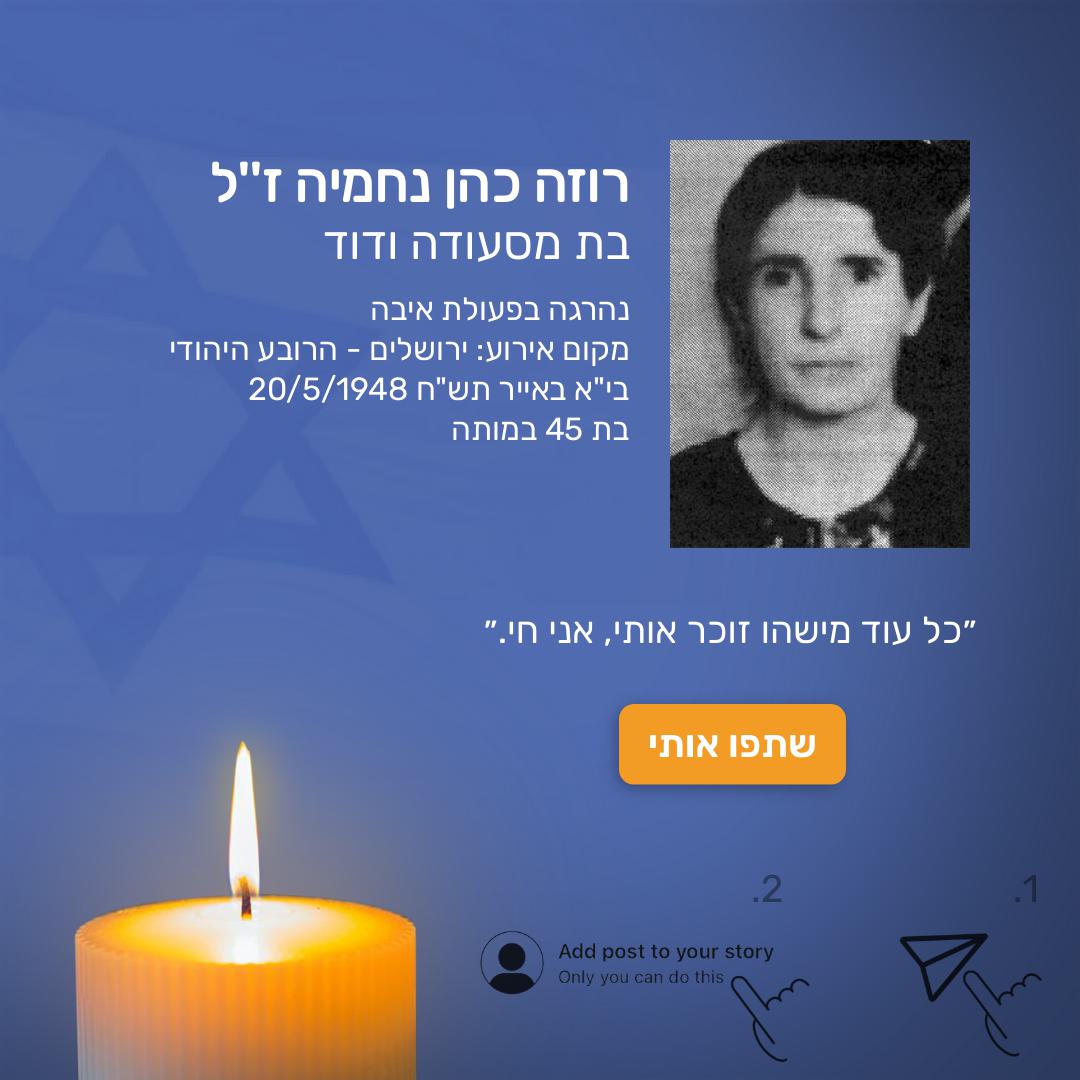 רוזה כהן נחמיה ז"ל
בת מסעודה ודוד
נהרגה בפעולת איבה
מקום אירוע: ירושלים - הרובע היהודי
בי"א באייר תש"ח 20/5/1948
בת 45 במותה
"כל עוד מישהו זוכר אותי, אני חי."
שתפו אותי
1.
2.
Add post to your story
Only you can do this